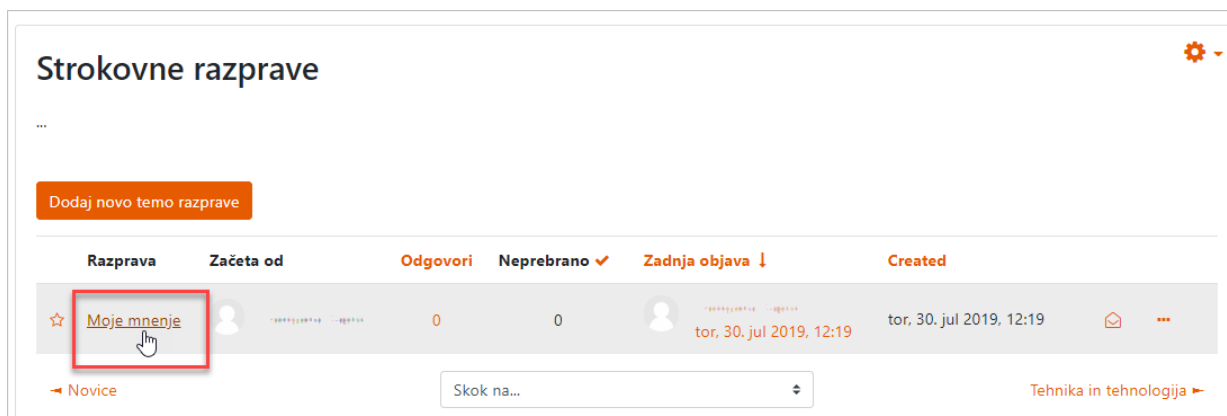 Strokovne razprave
...
Dodaj novo temo razprave
Razprava Začeta od Odgovori Neprebrano Zadnja objava Created
Moje mnenje 0 0 tor, 30. jul 2019, 12:19
tor, 30. jul 2019, 12:19
Novice Skok na... Tehnika in tehnologija